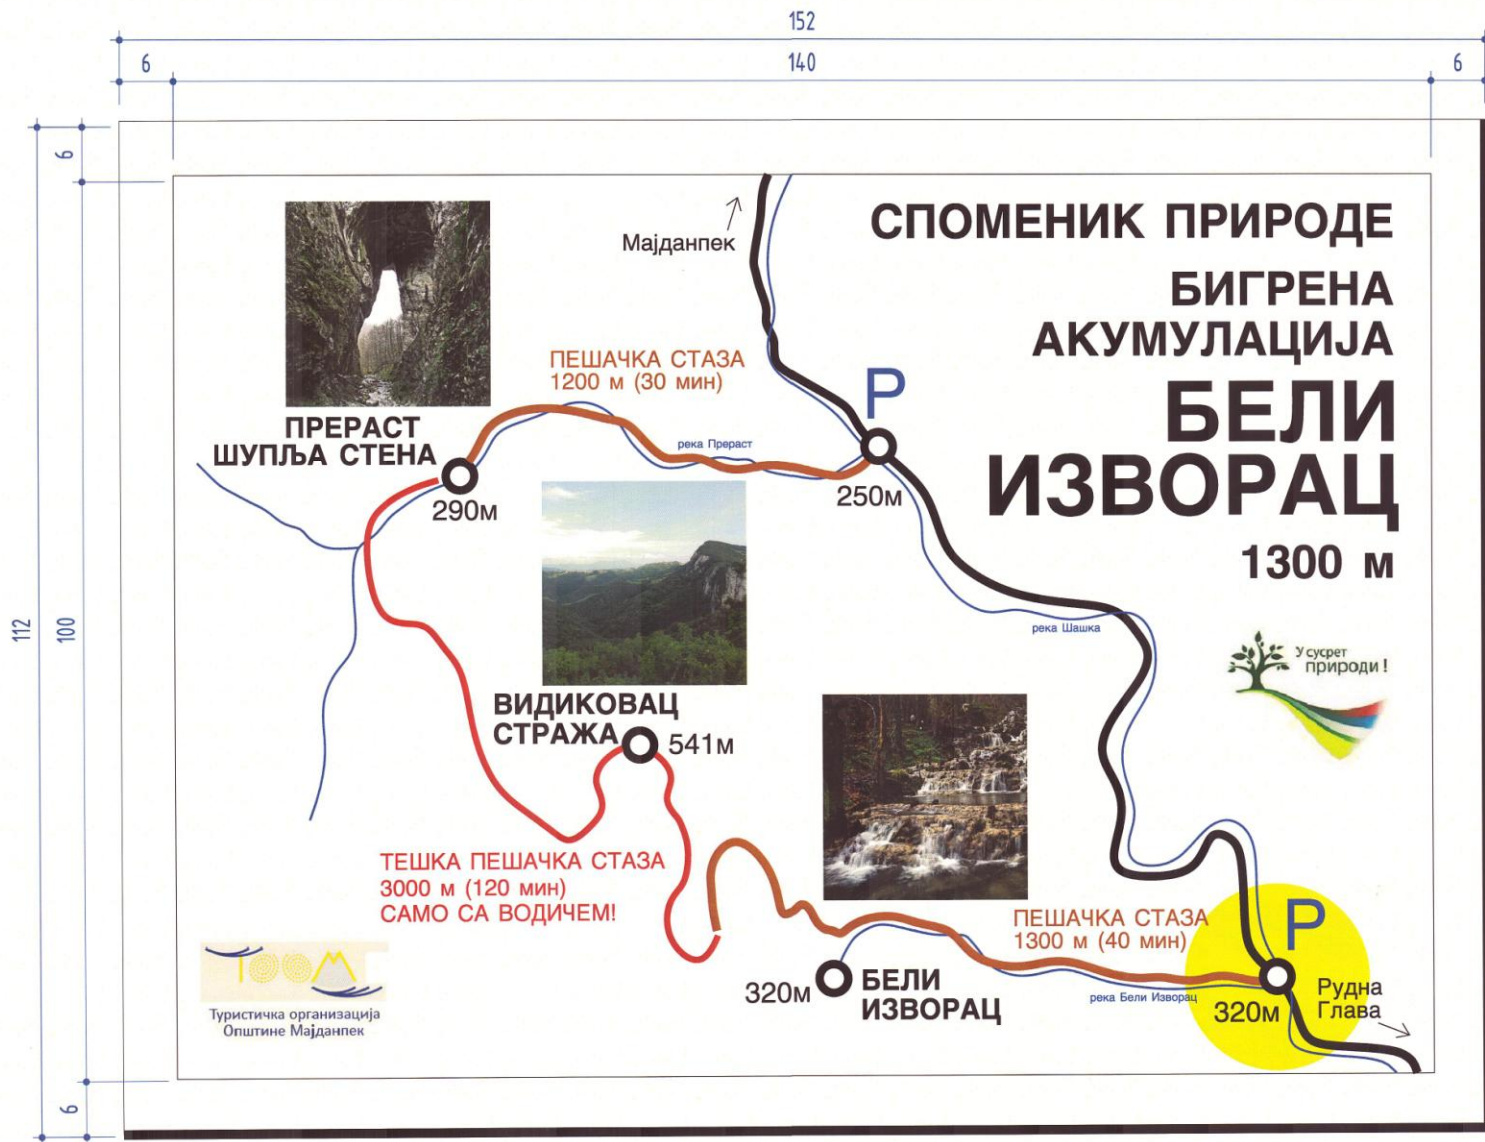 152
6
140
6
6
112
100
6
СПОМЕНИК ПРИРОДЕ
БИГРЕНА
АКУМУЛАЦИЈА
БЕЛИ
ИЗВОРАЦ
1300 м
Мајданпек
ПЕШАЧКА СТАЗА
1200 м (30 мин)
P
ПРЕРАСТ
ШУПЉА СТЕНА
река Прераст
290м
250м
река Шашка
У сусрет
природи!
ВИДИКОВАЦ
СТРАЖА
541м
ТЕШКА ПЕШАЧКА СТАЗА
3000 м (120 мин)
САМО СА ВОДИЧЕМ!
ПЕШАЧКА СТАЗА
1300 м (40 мин)
P
320м
БЕЛИ
ИЗВОРАЦ
река Бели Изворац
320м
Рудна
Глава
ТООМ
Туристичка организација
Општине Мајданпек